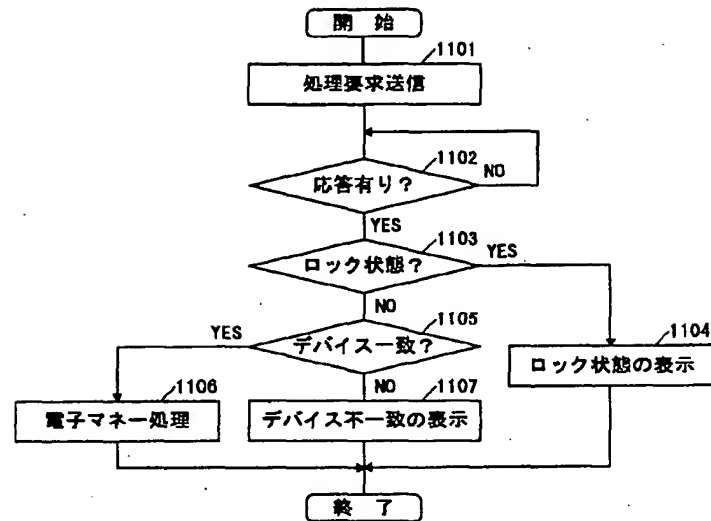 開 始
1101
処理要求送信
1102
応答有り？
NO
YES
1103
ロック状態？
YES
NO
1105
デバイス一致？
YES
1104
ロック状態の表示
1106
電子マネー処理
NO
1107
デバイス不一致の表示
終 了